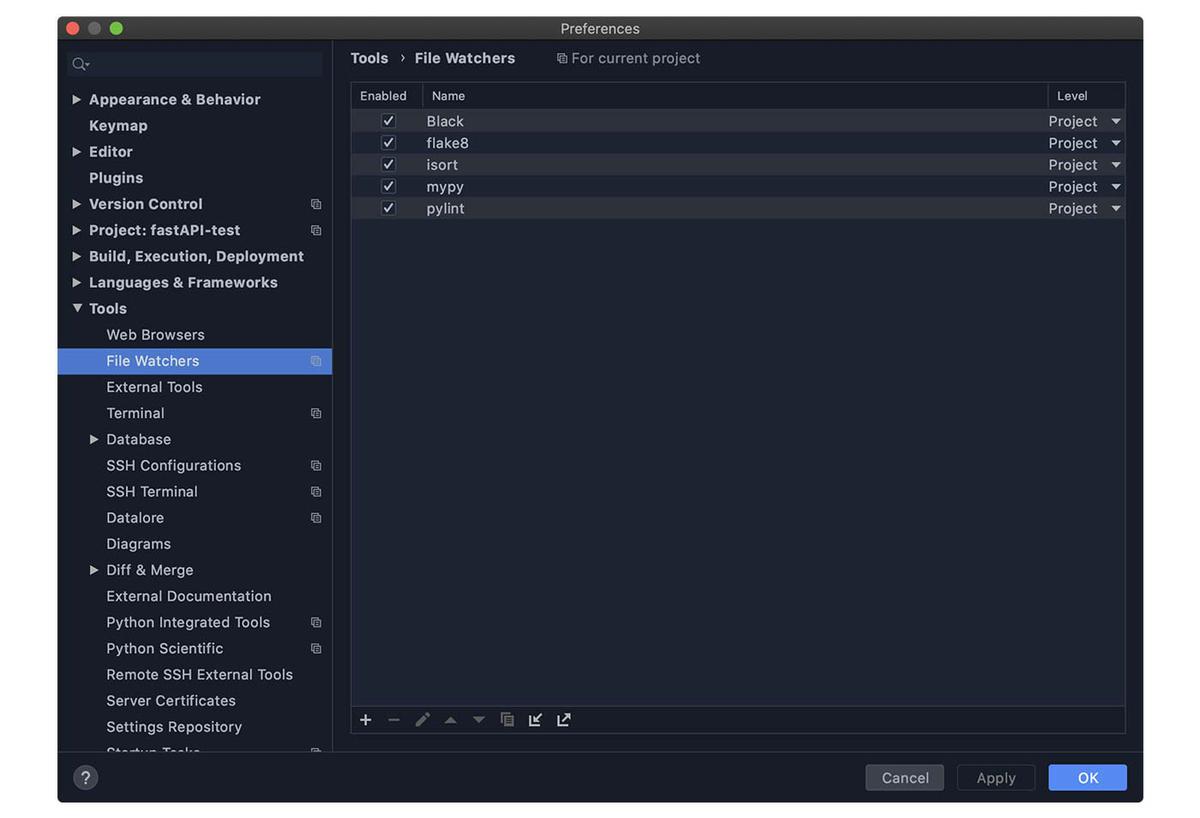 Preferences
Tools › File Watchers For current project
Appearance & Behavior
Keymap
Editor
Plugins
Version Control
Project: fastAPI-test
Build, Execution, Deployment
Languages & Frameworks
Tools
Web Browsers
File Watchers
External Tools
Terminal
Database
SSH Configurations
SSH Terminal
Datalore
Diagrams
Diff & Merge
External Documentation
Python Integrated Tools
Python Scientific
Remote SSH External Tools
Server Certificates
Settings Repository
Startup Tasks
Enabled Name Level
Black Project
flake8 Project
isort Project
mypy Project
pylint Project
?
Cancel Apply OK